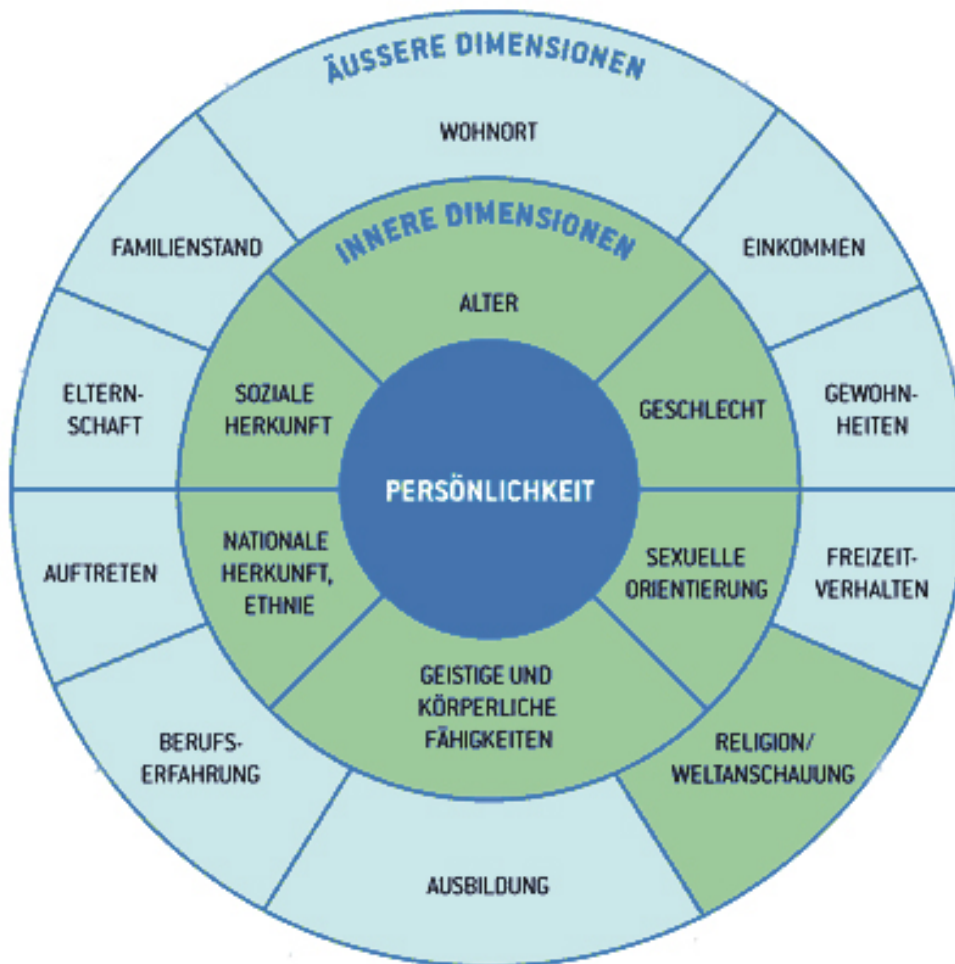 ÄUSSERE DIMENSIONEN
WOHNORT
FAMILIENSTAND
EINKOMMEN
INNERE DIMENSIONEN
ALTER
ELTERN-
SCHAFT
SOZIALE
HERKUNFT
GESCHLECHT
GEWOHN-
HEITEN
PERSÖNLICHKEIT
AUFTRETEN
NATIONALE
HERKUNFT,
ETHNIE
SEXUELLE
ORIENTIERUNG
FREIZEIT-
VERHALTEN
GEISTIGE UND
KÖRPERLICHE
FÄHIGKEITEN
BERUFS-
ERFAHRUNG
RELIGION/
WELTANSCHAUUNG
AUSBILDUNG